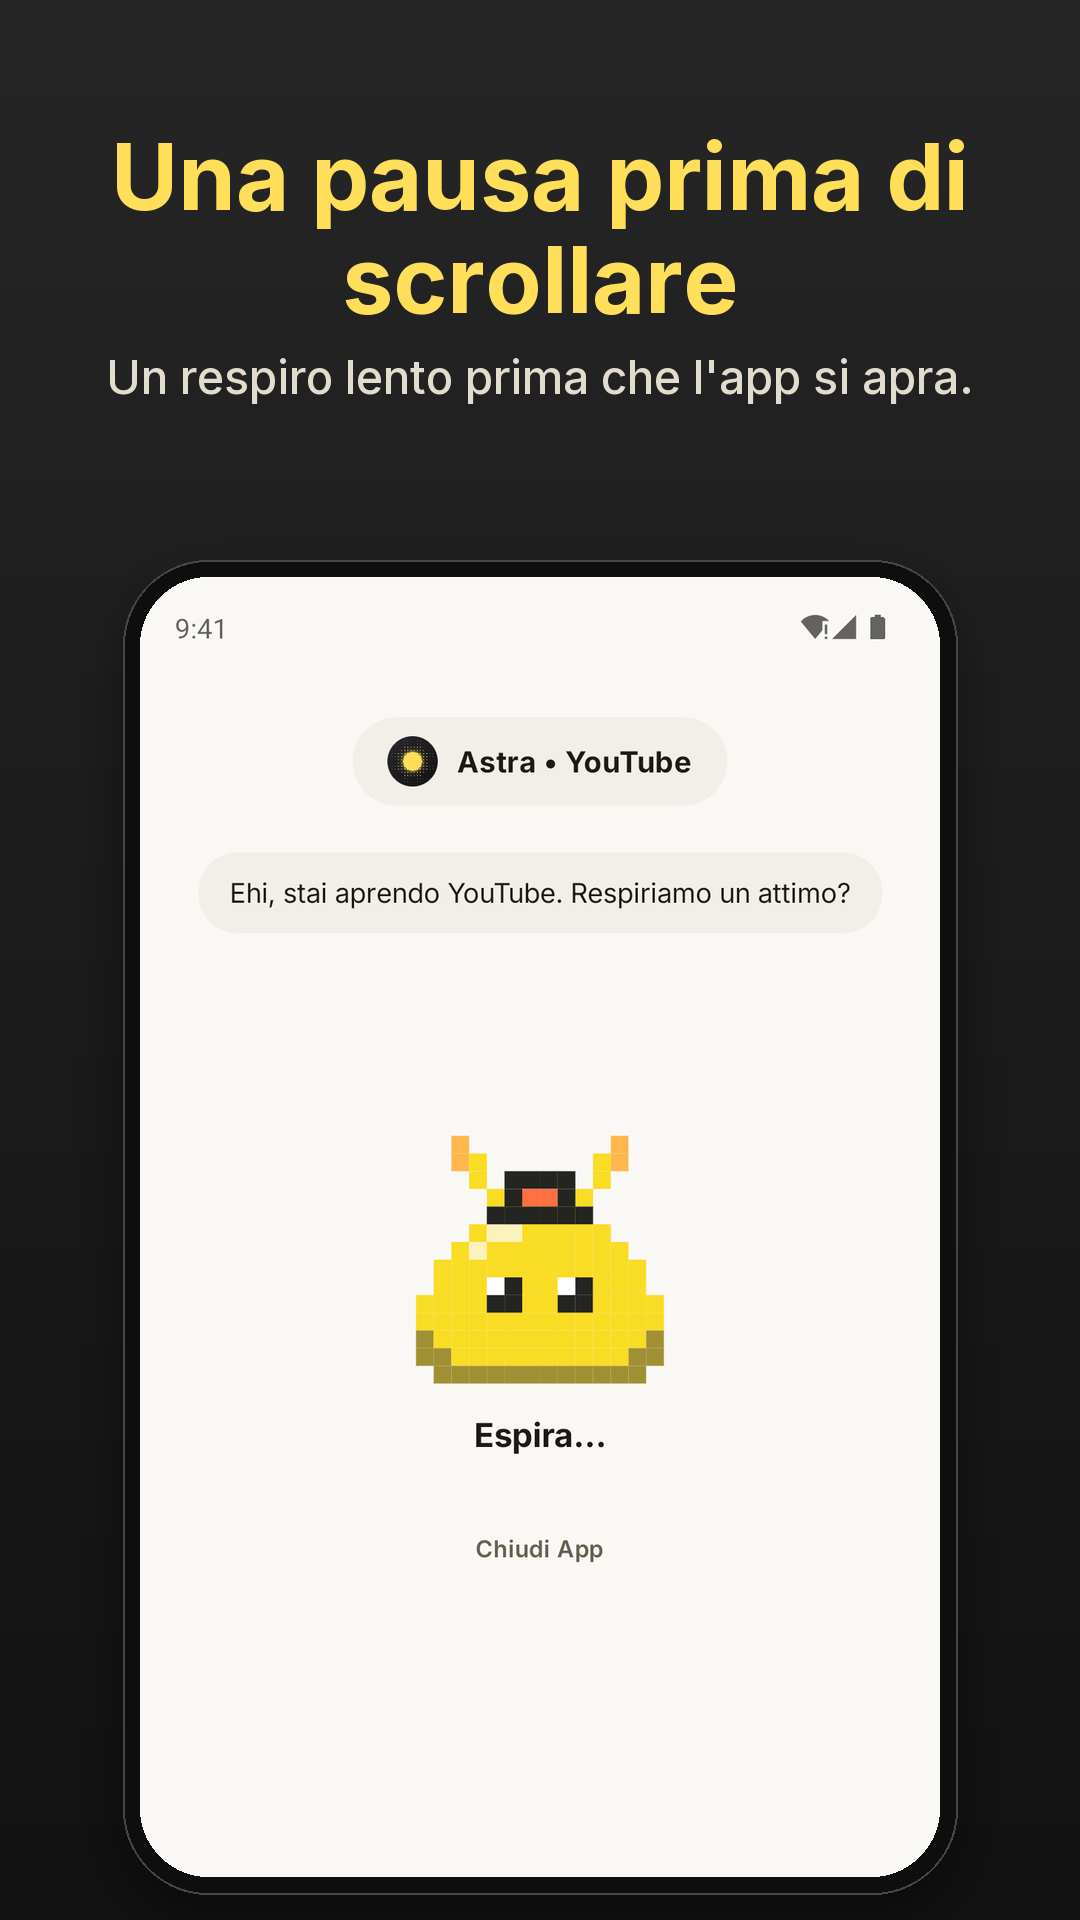 Una pausa prima di
scrollare
Un respiro lento prima che l'app si apra.
9:41
Astra • YouTube
Ehi, stai aprendo YouTube. Respiriamo un attimo?
Espira...
Chiudi App